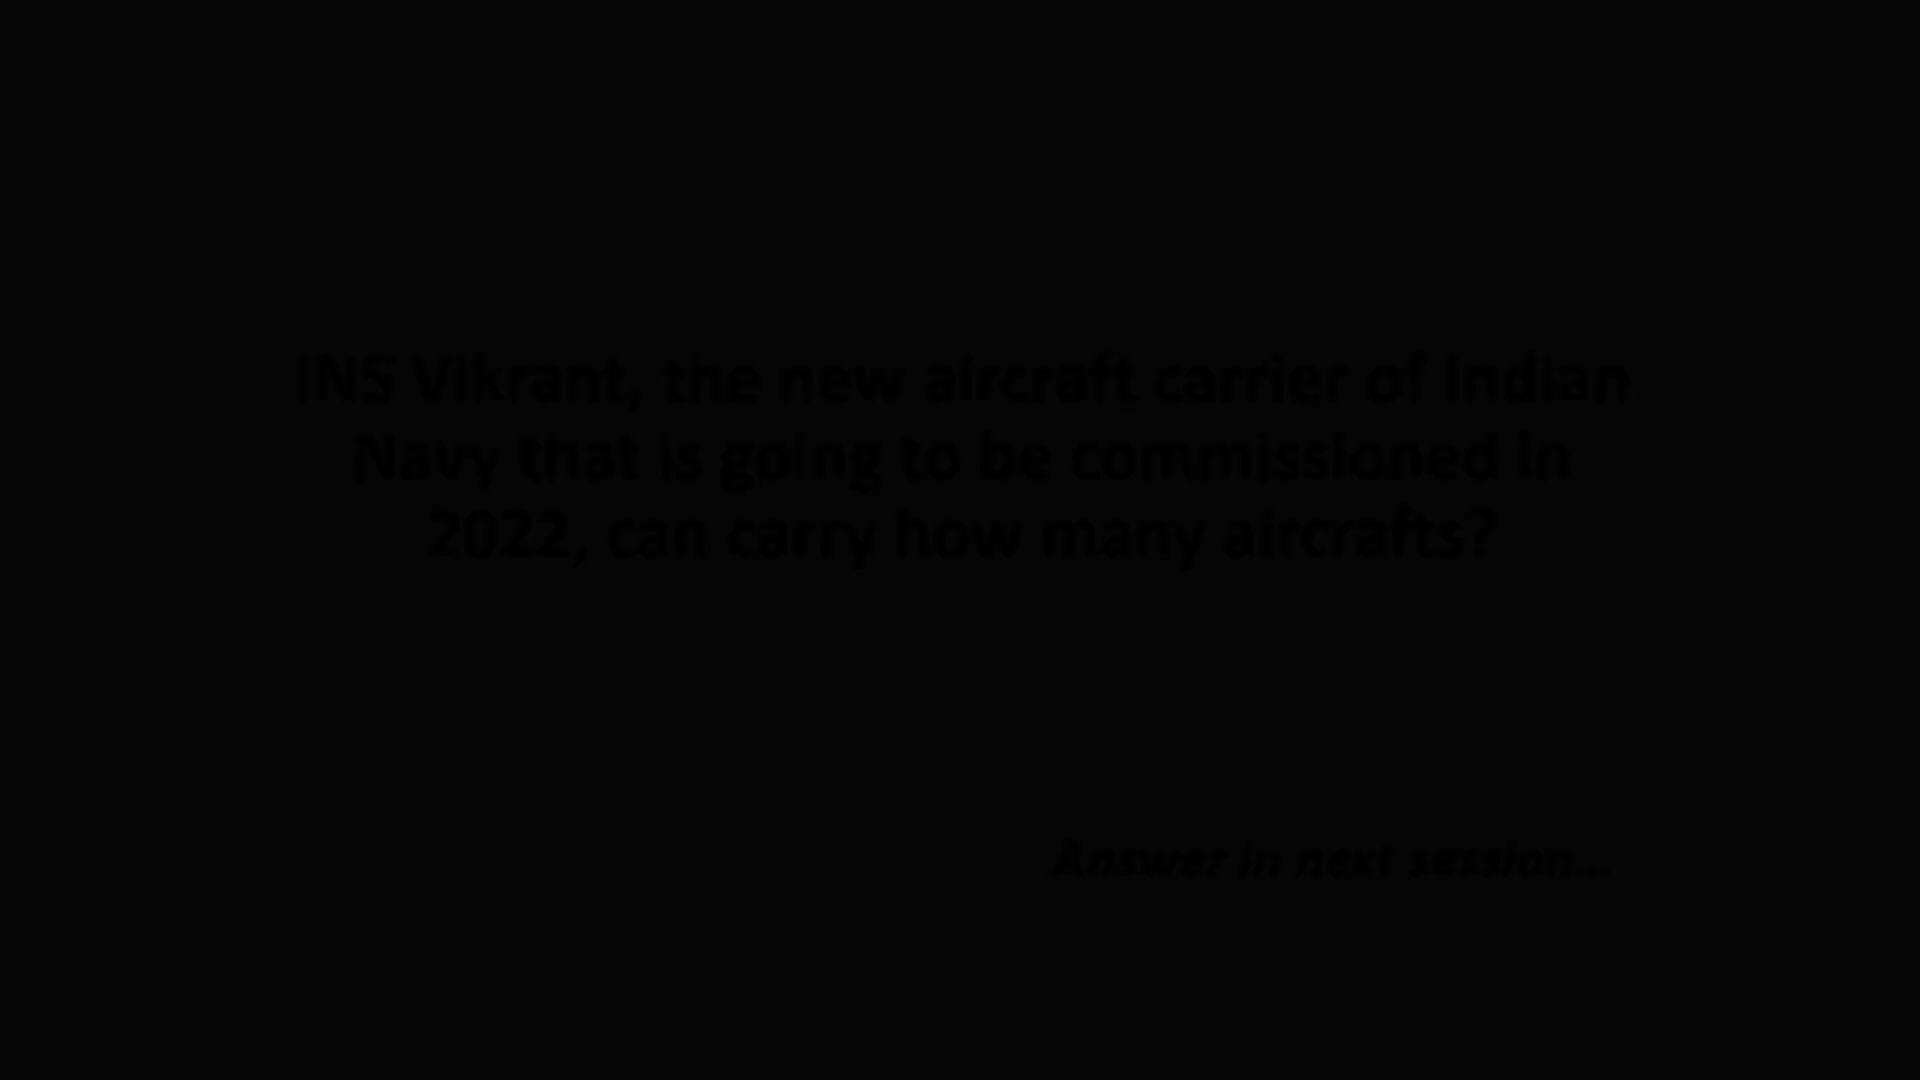 INS Vikrant, the new aircraft carrier of Indian
Navy that is going to be commissioned in
2022, can carry how many aircrafts?
Answer in next session...